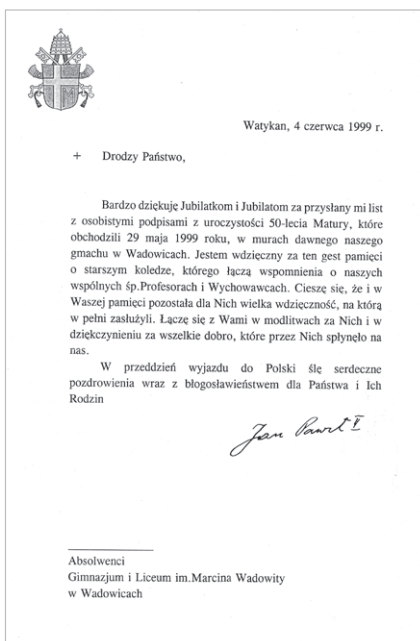 Watykan, 4 czerwca 1999 r.
+ Drodzy Państwo,
Bardzo dziękuję Jubilatkom i Jubilatom za przysłany mi list
z osobistymi podpisami z uroczystości 50-lecia Matury, które
obchodzili 29 maja 1999 roku, w murach dawnego naszego
gmachu w Wadowicach. Jestem wdzięczny za ten gest pamięci
o starszym koledze, którego łączą wspomnienia o naszych
wspólnych śp.Profesorach i Wychowawcach. Cieszę się, że i w
Waszej pamięci pozostała dla Nich wielka wdzięczność, na którą
w pełni zasłużyli. Łączę się z Wami w modlitwach za Nich i w
dziękczynieniu za wszelkie dobro, które przez Nich spłynęło na
nas.
W przeddzień wyjazdu do Polski ślę serdeczne
pozdrowienia wraz z błogosławieństwem dla Państwa i Ich
Rodzin
Jan Paweł II
Absolwenci
Gimnazjum i Liceum im.Marcina Wadowity
w Wadowicach